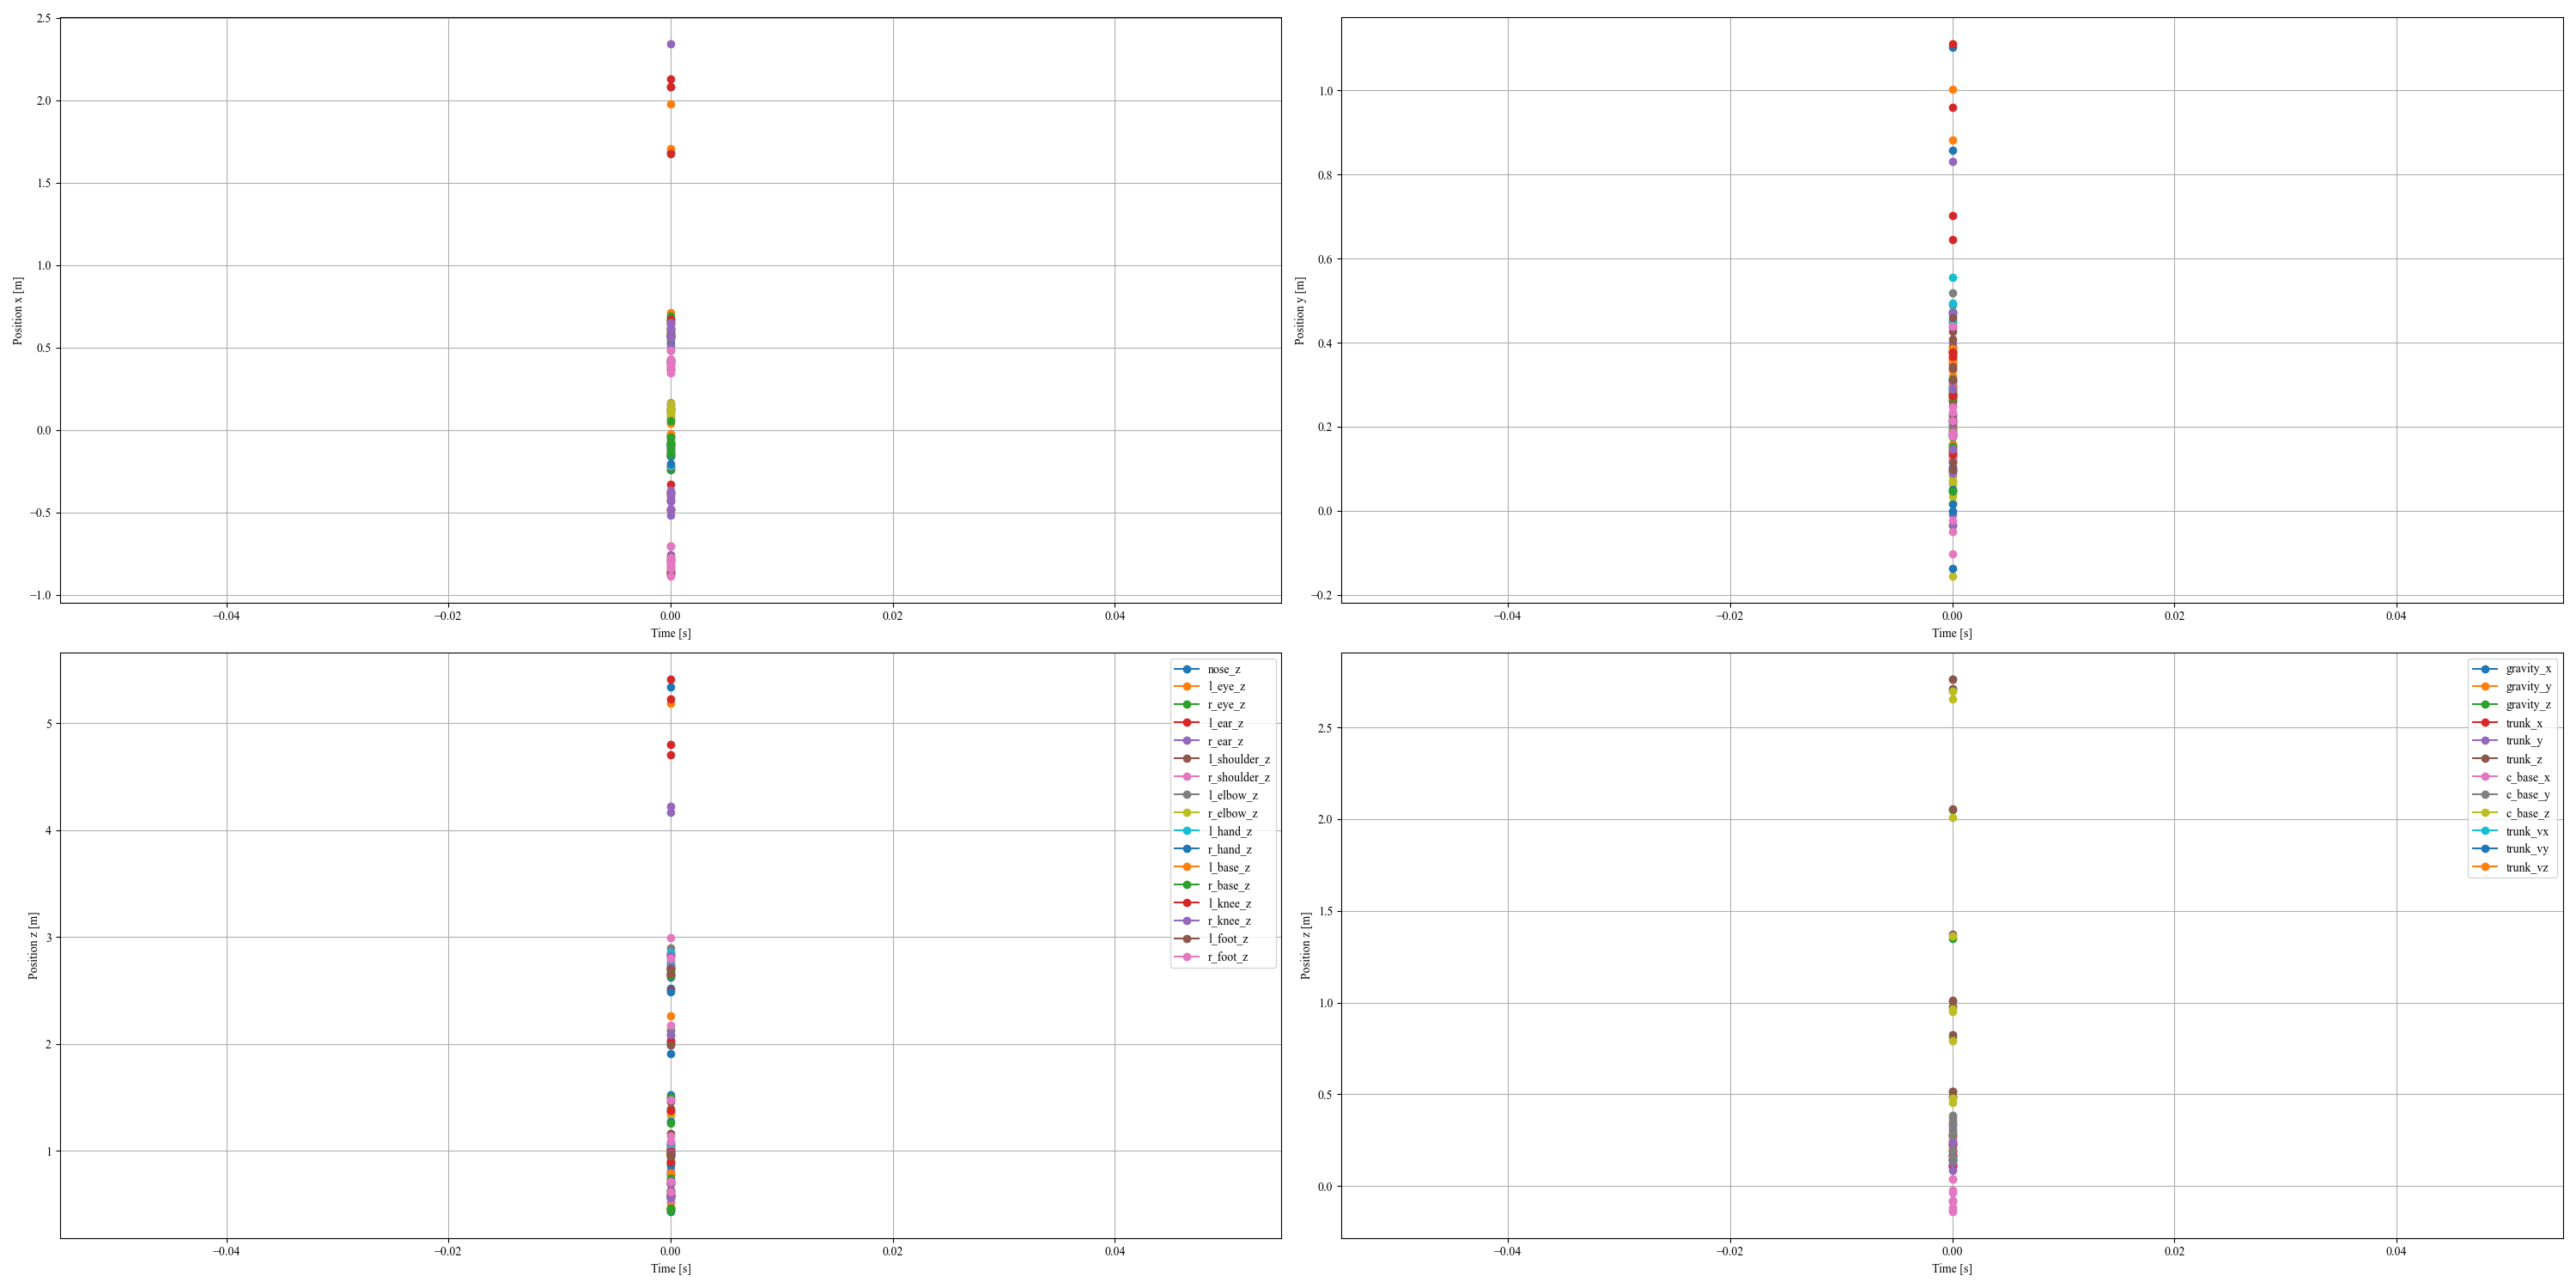 2.5
2.0
1.5
1.0
0.5
0.0
−0.5
−1.0
Position x [m]
−0.04
−0.02
0.00
0.02
0.04
Time [s]
1.0
0.8
0.6
0.4
0.2
0.0
−0.2
Position y [m]
−0.04
−0.02
0.00
0.02
0.04
Time [s]
5
4
3
2
1
Position z [m]
nose_z
l_eye_z
r_eye_z
l_ear_z
r_ear_z
l_shoulder_z
r_shoulder_z
l_elbow_z
r_elbow_z
l_hand_z
r_hand_z
l_base_z
r_base_z
l_knee_z
r_knee_z
l_foot_z
r_foot_z
−0.04
−0.02
0.00
0.02
0.04
Time [s]
2.5
2.0
1.5
1.0
0.5
0.0
Position z [m]
gravity_x
gravity_y
gravity_z
trunk_x
trunk_y
trunk_z
c_base_x
c_base_y
c_base_z
trunk_vx
trunk_vy
trunk_vz
−0.04
−0.02
0.00
0.02
0.04
Time [s]